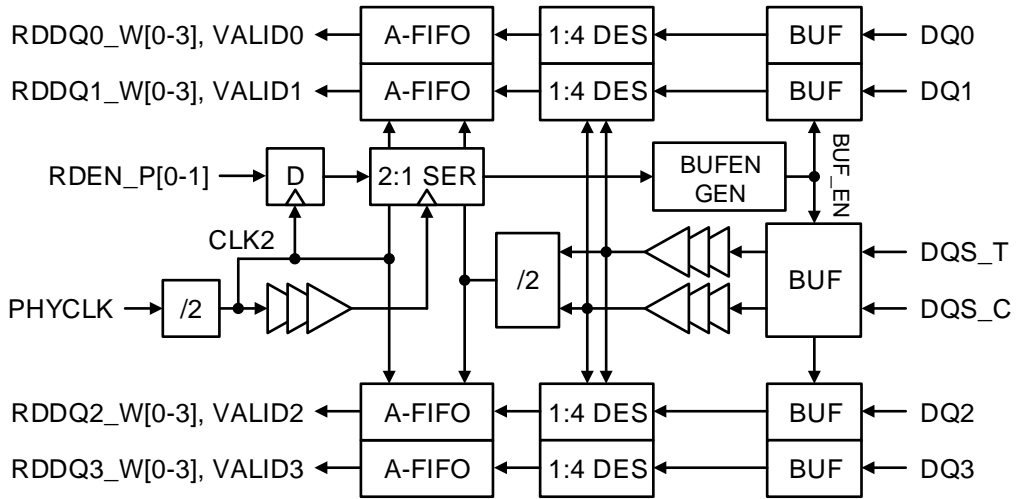 RDDQ0_W[0-3], VALID0 A-FIFO 1:4 DES BUF DQ0
RDDQ1_W[0-3], VALID1 A-FIFO 1:4 DES BUF DQ1
RDEN_P[0-1] D 2:1 SER BUFEN GEN BUF_EN
CLK2
PHYCLK /2 /2 BUF DQS_T
DQS_C
RDDQ2_W[0-3], VALID2 A-FIFO 1:4 DES BUF DQ2
RDDQ3_W[0-3], VALID3 A-FIFO 1:4 DES BUF DQ3